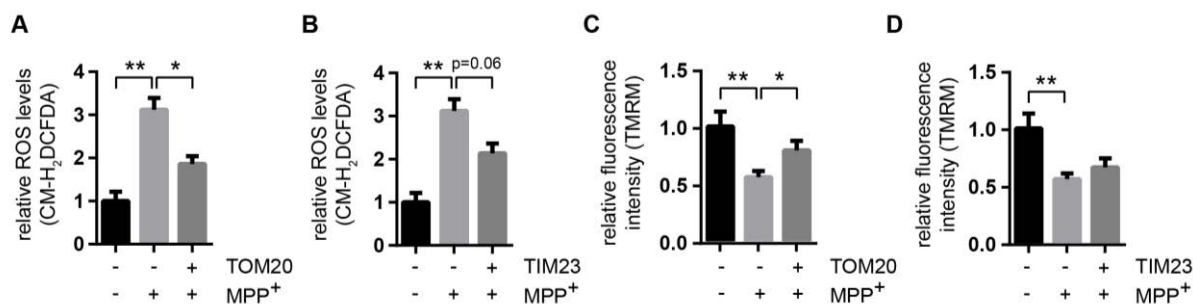 A
relative ROS levels
(CM-H₂DCFDA)
4
3
2
1
0
** *
- - + TOM20
- + + MPP⁺
B
relative ROS levels
(CM-H₂DCFDA)
4
3
2
1
0
** p=0.06
- - + TIM23
- + + MPP⁺
C
relative fluorescence
intensity (TMRM)
1.5
1.0
0.5
0.0
** *
- - + TOM20
- + + MPP⁺
D
relative fluorescence
intensity (TMRM)
1.5
1.0
0.5
0.0
**
- - + TIM23
- + + MPP⁺